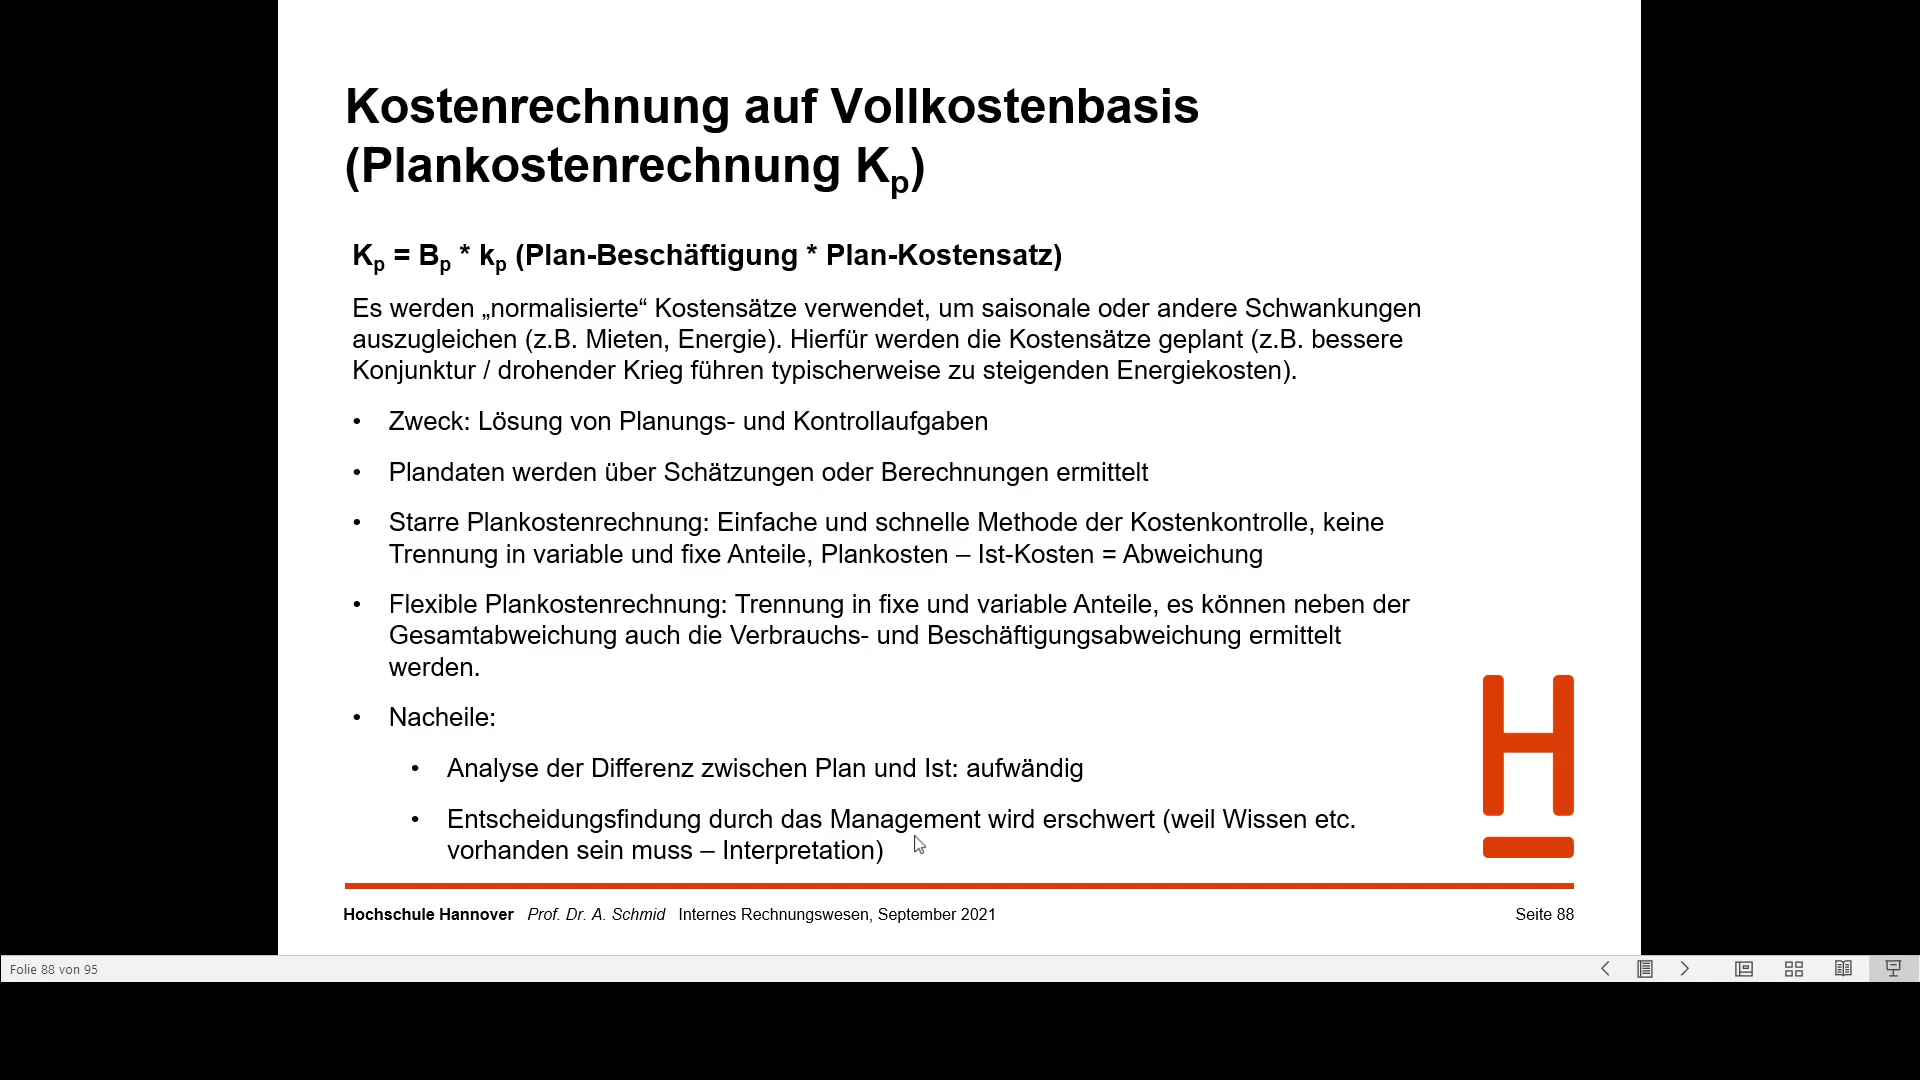 Kostenrechnung auf Vollkostenbasis
(Plankostenrechnung Kp)
Kp = Bp * kp (Plan-Beschäftigung * Plan-Kostensatz)
Es werden „normalisierte“ Kostensätze verwendet, um saisonale oder andere Schwankungen
auszugleichen (z.B. Mieten, Energie). Hierfür werden die Kostensätze geplant (z.B. bessere
Konjunktur / drohender Krieg führen typischerweise zu steigenden Energiekosten).
• Zweck: Lösung von Planungs- und Kontrollaufgaben
• Plandaten werden über Schätzungen oder Berechnungen ermittelt
• Starre Plankostenrechnung: Einfache und schnelle Methode der Kostenkontrolle, keine
Trennung in variable und fixe Anteile, Plankosten – Ist-Kosten = Abweichung
• Flexible Plankostenrechnung: Trennung in fixe und variable Anteile, es können neben der
Gesamtabweichung auch die Verbrauchs- und Beschäftigungsabweichung ermittelt
werden.
• Nacheile:
• Analyse der Differenz zwischen Plan und Ist: aufwändig
• Entscheidungsfindung durch das Management wird erschwert (weil Wissen etc.
vorhanden sein muss – Interpretation)
H
Hochschule Hannover Prof. Dr. A. Schmid Internes Rechnungswesen, September 2021 Seite 88
Folie 88 von 95